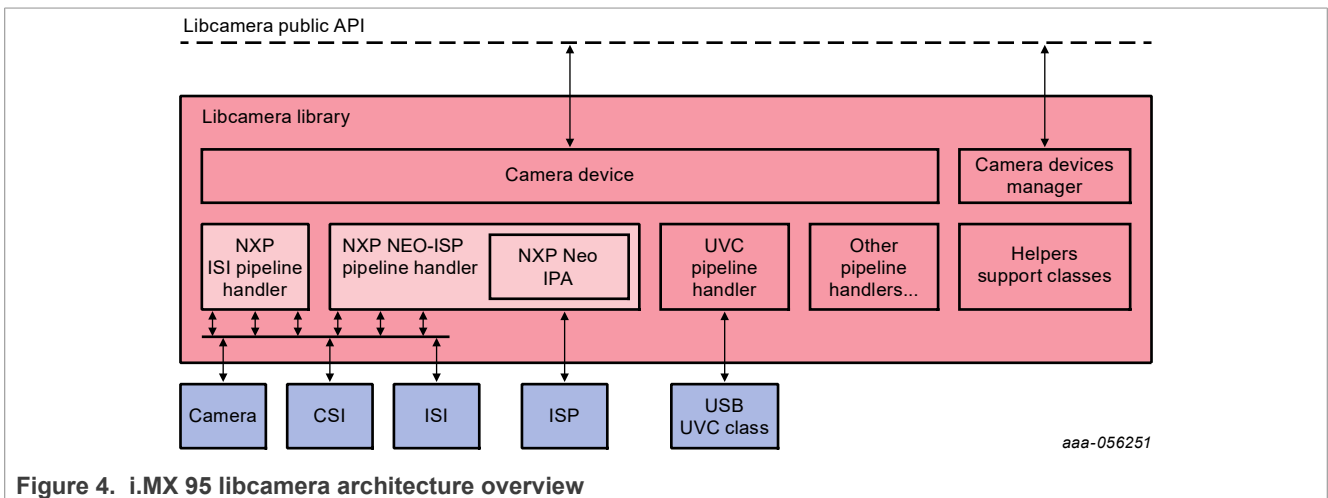 Libcamera public API
Libcamera library
Camera device
Camera devices
manager
NXP
ISI pipeline
handler
NXP NEO-ISP
pipeline handler
NXP Neo
IPA
UVC
pipeline
handler
Other
pipeline
handlers...
Helpers
support classes
Camera
CSI
ISI
ISP
USB
UVC class
aaa-056251
Figure 4. i.MX 95 libcamera architecture overview